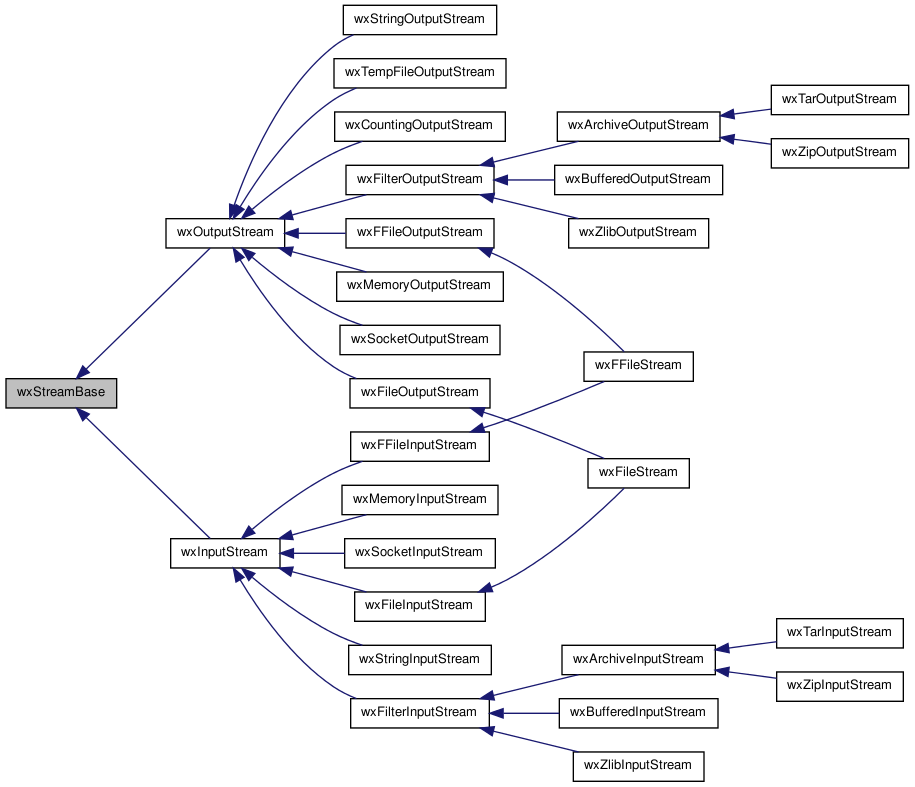 wxStringOutputStream
wxTempFileOutputStream
wxTarOutputStream
wxCountingOutputStream
wxArchiveOutputStream
wxZipOutputStream
wxFilterOutputStream
wxBufferedOutputStream
wxOutputStream
wxFFileOutputStream
wxZlibOutputStream
wxMemoryOutputStream
wxSocketOutputStream
wxFFileStream
wxStreamBase
wxFileOutputStream
wxFFileInputStream
wxFileStream
wxMemoryInputStream
wxInputStream
wxSocketInputStream
wxFileInputStream
wxTarInputStream
wxStringInputStream
wxArchiveInputStream
wxZipInputStream
wxFilterInputStream
wxBufferedInputStream
wxZlibInputStream